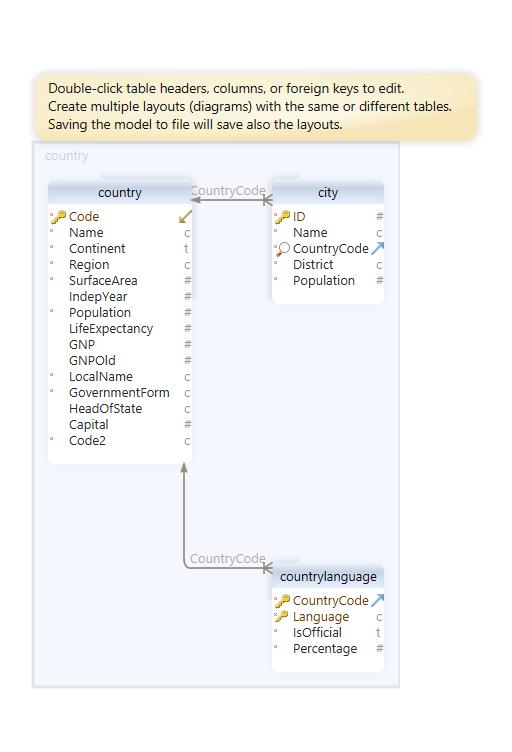 Double-click table headers, columns, or foreign keys to edit.
Create multiple layouts (diagrams) with the same or different tables.
Saving the model to file will save also the layouts.
country
country
Code
* Name c
* Continent t
* Region c
* SurfaceArea #
IndepYear #
* Population #
LifeExpectancy #
GNP #
GNPOld #
* LocalName c
* GovernmentForm c
HeadOfState c
Capital #
* Code2 c
CountryCode
city
* ID #
* Name c
* CountryCode
* District c
* Population #
CountryCode
countrylanguage
* CountryCode
* Language c
* IsOfficial t
* Percentage #